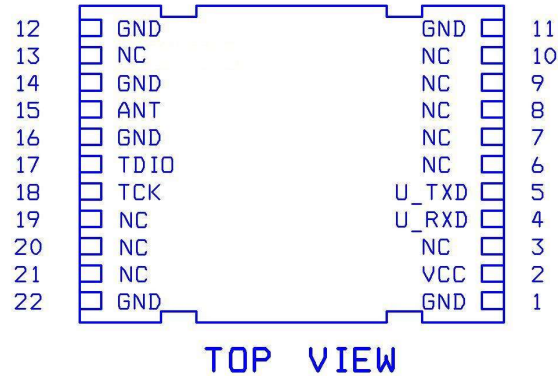 12 GND GND 11
13 NC NC 10
14 GND NC 9
15 ANT NC 8
16 GND NC 7
17 TDIO NC 6
18 TCK U_TXD 5
19 NC U_RXD 4
20 NC NC 3
21 NC VCC 2
22 GND GND 1
TOP VIEW